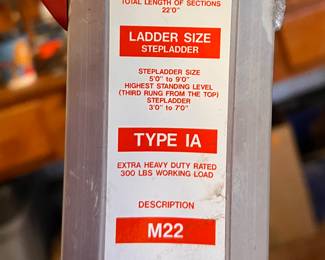 TOTAL LENGTH OF SECTIONS
22'0"
LADDER SIZE
STEPLADDER
STEPLADDER SIZE
5'0" to 9'0"
HIGHEST STANDING LEVEL
(THIRD RUNG FROM THE TOP)
STEPLADDER
3'0" to 7'0"
TYPE IA
EXTRA HEAVY DUTY RATED
300 LBS WORKING LOAD
DESCRIPTION
M22